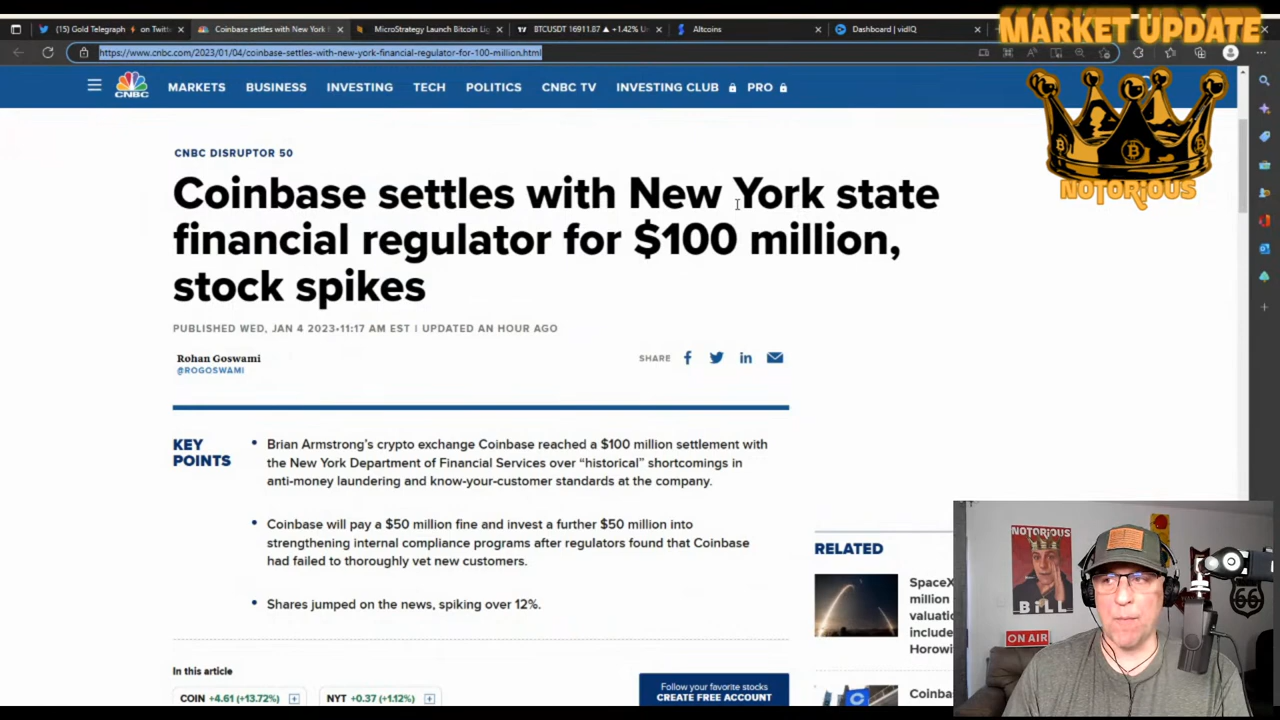 (15) Gold Telegraph ⚡ on Twitt
Coinbase settles with New York
MicroStrategy Launch Bitcoin Li
BTCUSDT 16911.87 ▲ +1.42% U
Altcoins
Dashboard | vidIQ
MARKET UPDATE
https://www.cnbc.com/2023/01/04/coinbase-settles-with-new-york-financial-regulator-for-100-million.html
CNBC
MARKETS BUSINESS INVESTING TECH POLITICS CNBC TV INVESTING CLUB PRO
NOTORIOUS
CNBC DISRUPTOR 50
Coinbase settles with New York state
financial regulator for $100 million,
stock spikes
PUBLISHED WED, JAN 4 2023•11:17 AM EST | UPDATED AN HOUR AGO
Rohan Goswami
@ROGOSWAMI
SHARE
KEY
POINTS
• Brian Armstrong's crypto exchange Coinbase reached a $100 million settlement with
the New York Department of Financial Services over “historical” shortcomings in
anti-money laundering and know-your-customer standards at the company.
• Coinbase will pay a $50 million fine and invest a further $50 million into
strengthening internal compliance programs after regulators found that Coinbase
had failed to thoroughly vet new customers.
• Shares jumped on the news, spiking over 12%.
In this article
COIN +4.61 (+13.72%)
NYT +0.37 (+1.12%)
Follow your favorite stocks
CREATE FREE ACCOUNT
RELATED
SpaceX
million
valuatio
include
Horowi
Coinba
NOTORIOUS
BILL
ON AIR
66